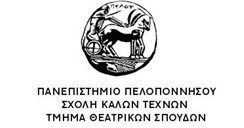 ΠΑΝΕΠΙΣΤΗΜΙΟ ΠΕΛΟΠΟΝΝΗΣΟΥ
ΣΧΟΛΗ ΚΑΛΩΝ ΤΕΧΝΩΝ
ΤΜΗΜΑ ΘΕΑΤΡΙΚΩΝ ΣΠΟΥΔΩΝ